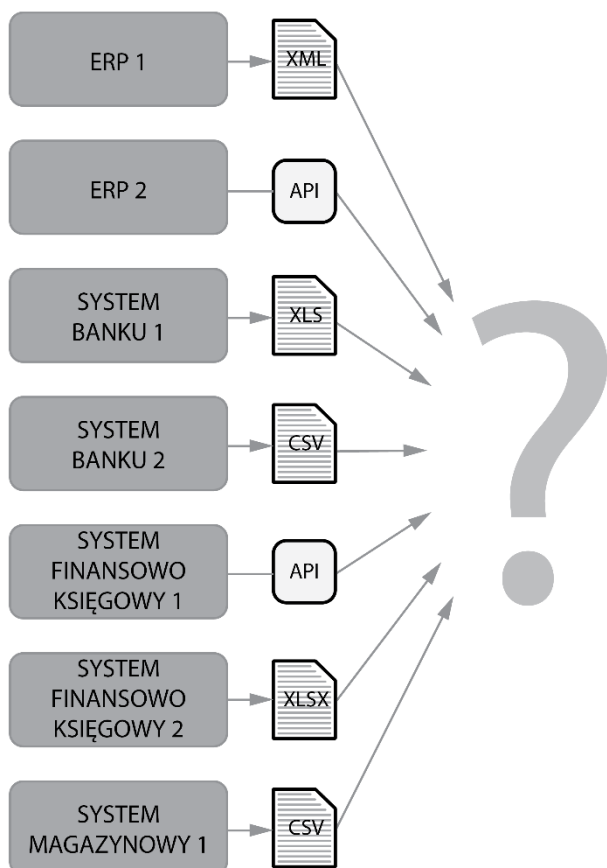 ERP 1
XML
ERP 2
API
SYSTEM
BANKU 1
XLS
SYSTEM
BANKU 2
CSV
SYSTEM
FINANSOWO
KSIĘGOWY 1
API
SYSTEM
FINANSOWO
KSIĘGOWY 2
XLSX
SYSTEM
MAGAZYNOWY 1
CSV
?